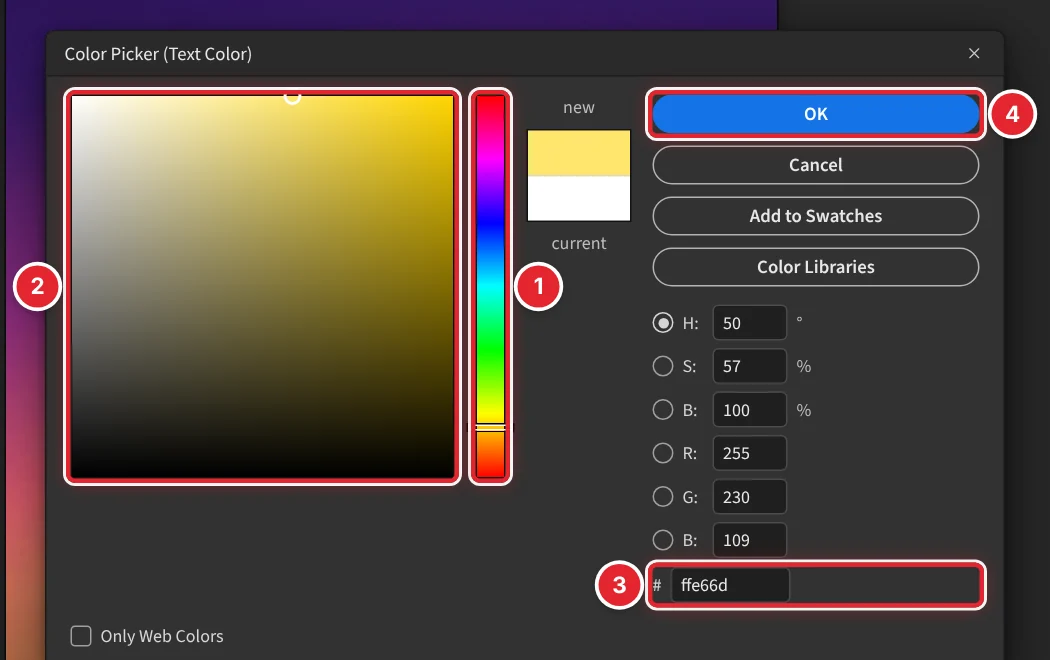 Color Picker (Text Color)
new
current
OK
4
Cancel
Add to Swatches
Color Libraries
2
1
H: 50 °
S: 57 %
B: 100 %
R: 255
G: 230
B: 109
3
# ffe66d
Only Web Colors